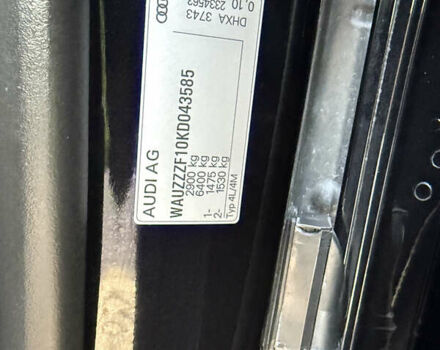 AUDI AG
WAUZZZF10KD043585
2900 kg
6400 kg
1- 1475 kg
2- 1530 kg
Typ 4L/4M
DHXA 3743
0.10 2334562